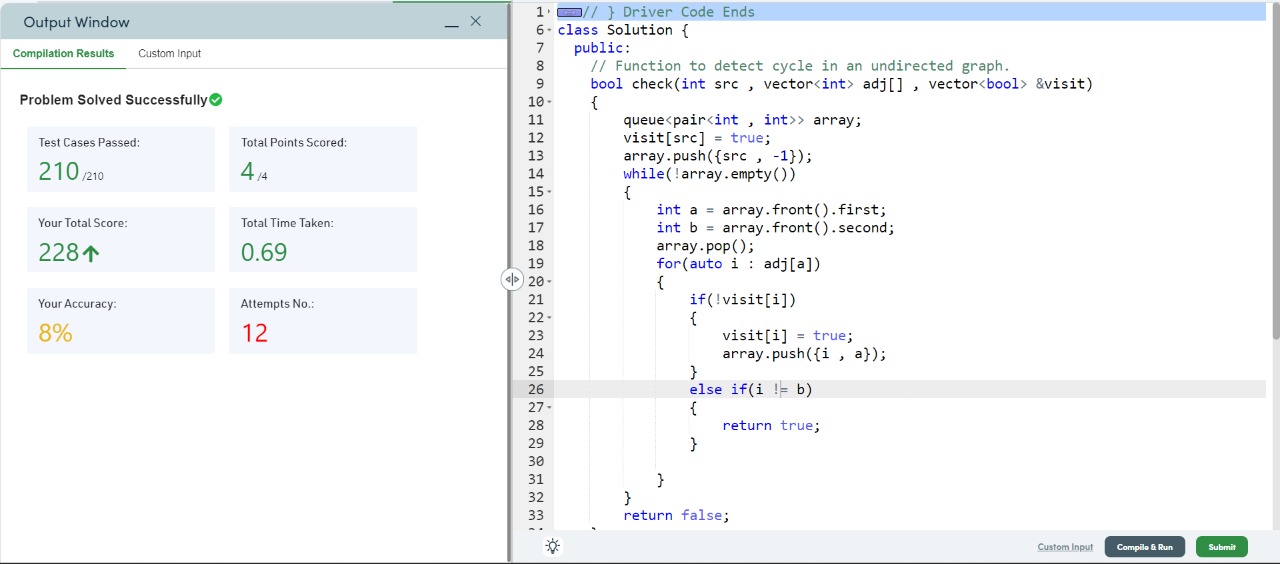 Output Window
Compilation Results Custom Input
Problem Solved Successfully
Test Cases Passed:
210 /210
Total Points Scored:
4 /4
Your Total Score:
228
Total Time Taken:
0.69
Your Accuracy:
8%
Attempts No.:
12
1 // } Driver Code Ends
6 class Solution {
7 public:
8 // Function to detect cycle in an undirected graph.
9 bool check(int src , vector<int> adj[] , vector<bool> &visit)
10 {
11 queue<pair<int , int>> array;
12 visit[src] = true;
13 array.push({src , -1});
14 while(!array.empty())
15 {
16 int a = array.front().first;
17 int b = array.front().second;
18 array.pop();
19 for(auto i : adj[a])
20 {
21 if(!visit[i])
22 {
23 visit[i] = true;
24 array.push({i , a});
25 }
26 else if(i != b)
27 {
28 return true;
29 }
30
31 }
32 }
33 return false;
Custom Input Compile & Run Submit